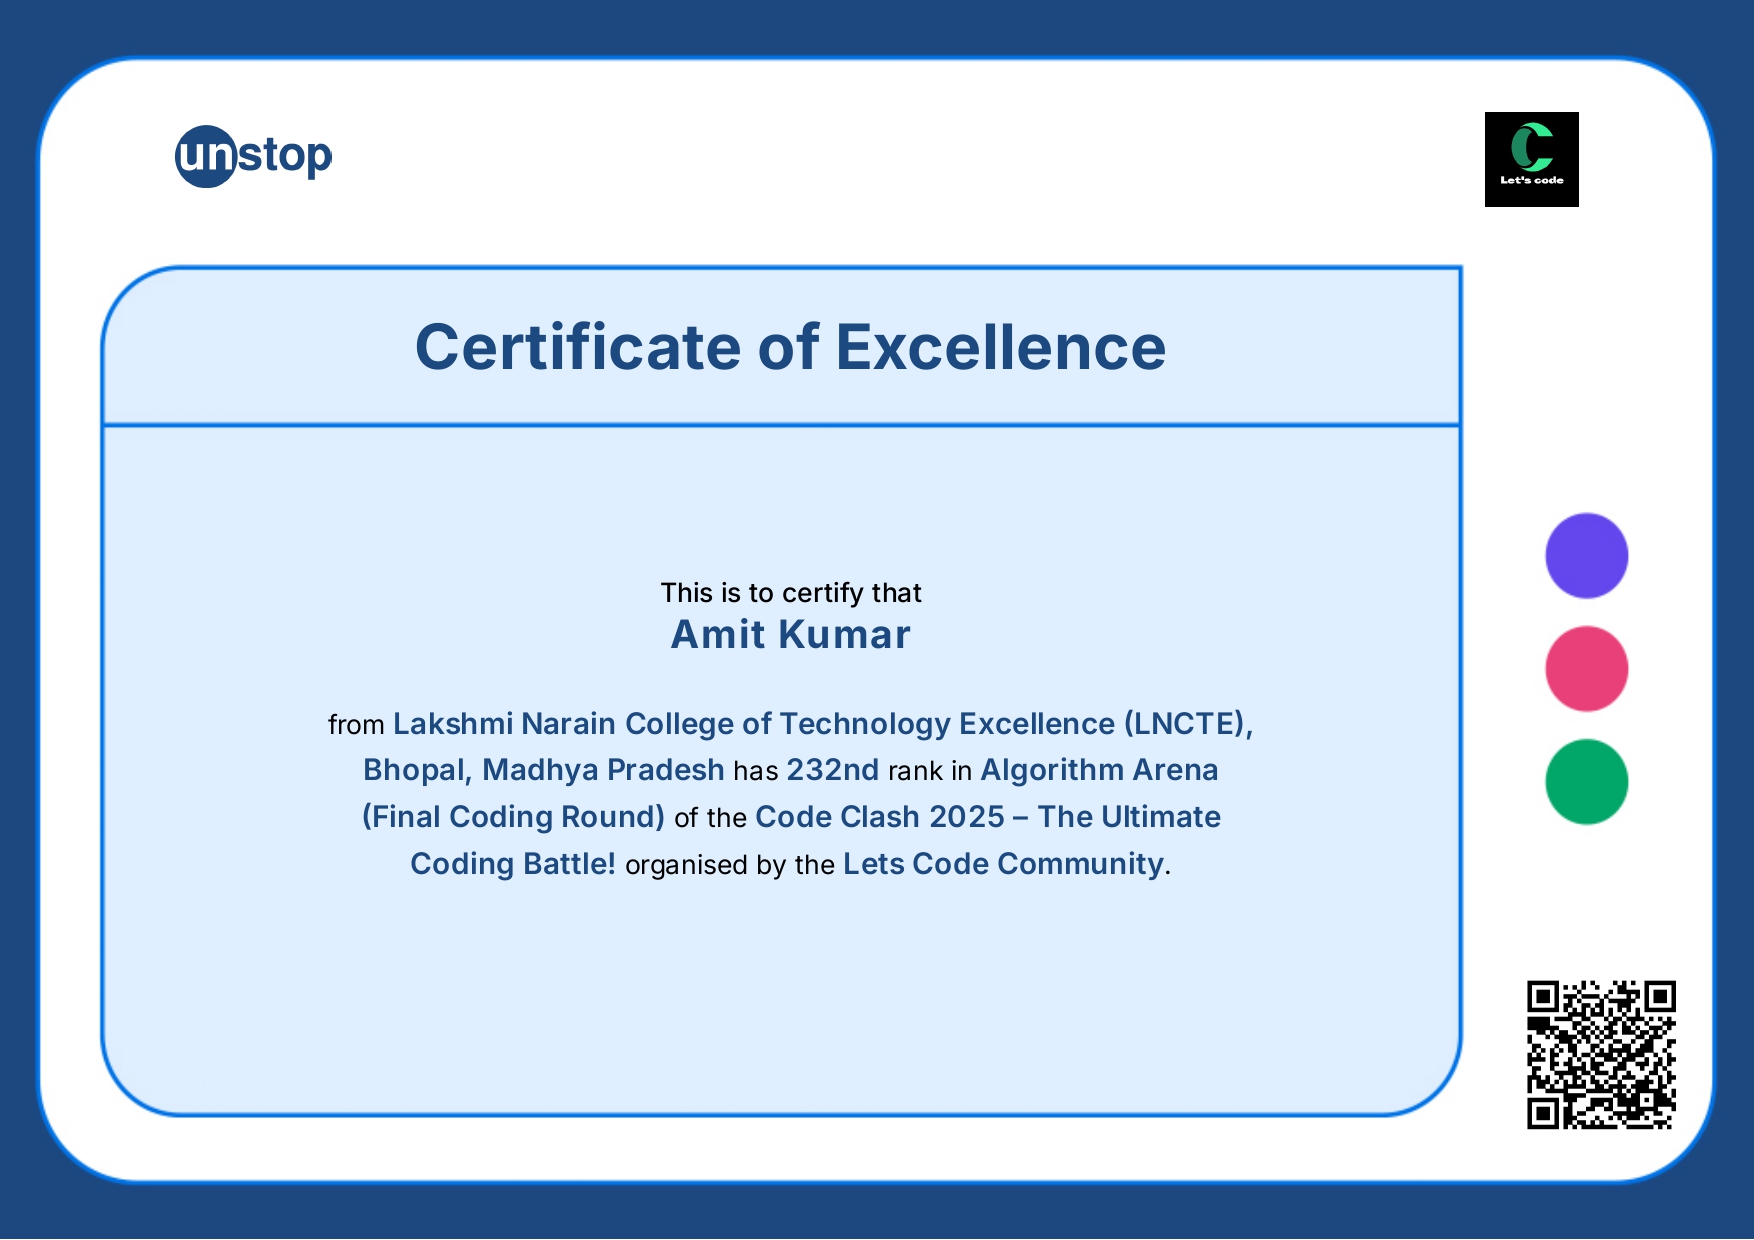 unstop
Let's code
Certificate of Excellence
This is to certify that
Amit Kumar
from Lakshmi Narain College of Technology Excellence (LNCTE),
Bhopal, Madhya Pradesh has 232nd rank in Algorithm Arena
(Final Coding Round) of the Code Clash 2025 – The Ultimate
Coding Battle! organised by the Lets Code Community.